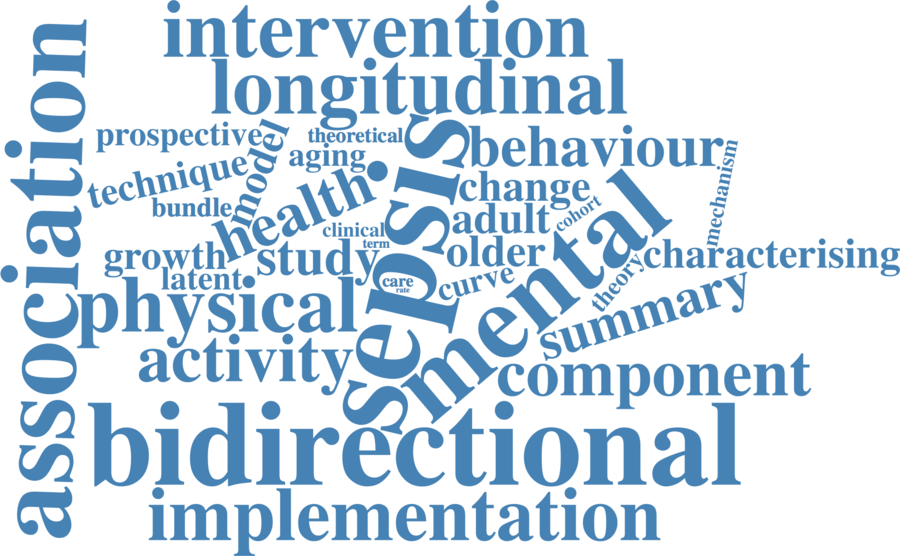 intervention
longitudinal
association
prospective
model
theoretical
sepsis
behaviour
mechanism
technique
aging
health
change
bundle
adult
cohort
mental
clinical
term
growth
study
older
characterising
latent
care
rate
curve
theory
physical
summary
activity
component
bidirectional
implementation